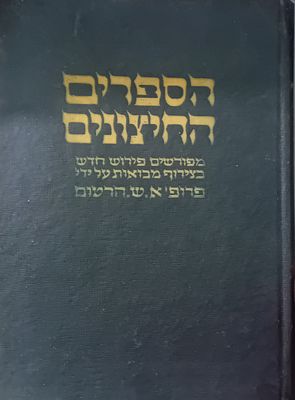 הספרים
החיצונים
מפורשים פירוש חדש
בצירוף מבואות על ידי
פרופ' א.ש. הרטום